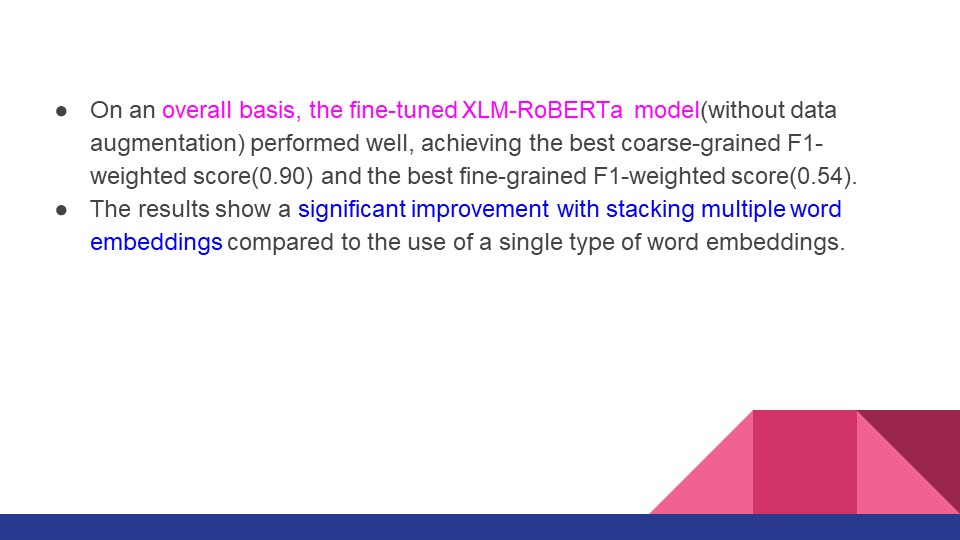 ● On an overall basis, the fine-tuned XLM-RoBERTa model(without data
augmentation) performed well, achieving the best coarse-grained F1-
weighted score(0.90) and the best fine-grained F1-weighted score(0.54).
● The results show a significant improvement with stacking multiple word
embeddings compared to the use of a single type of word embeddings.